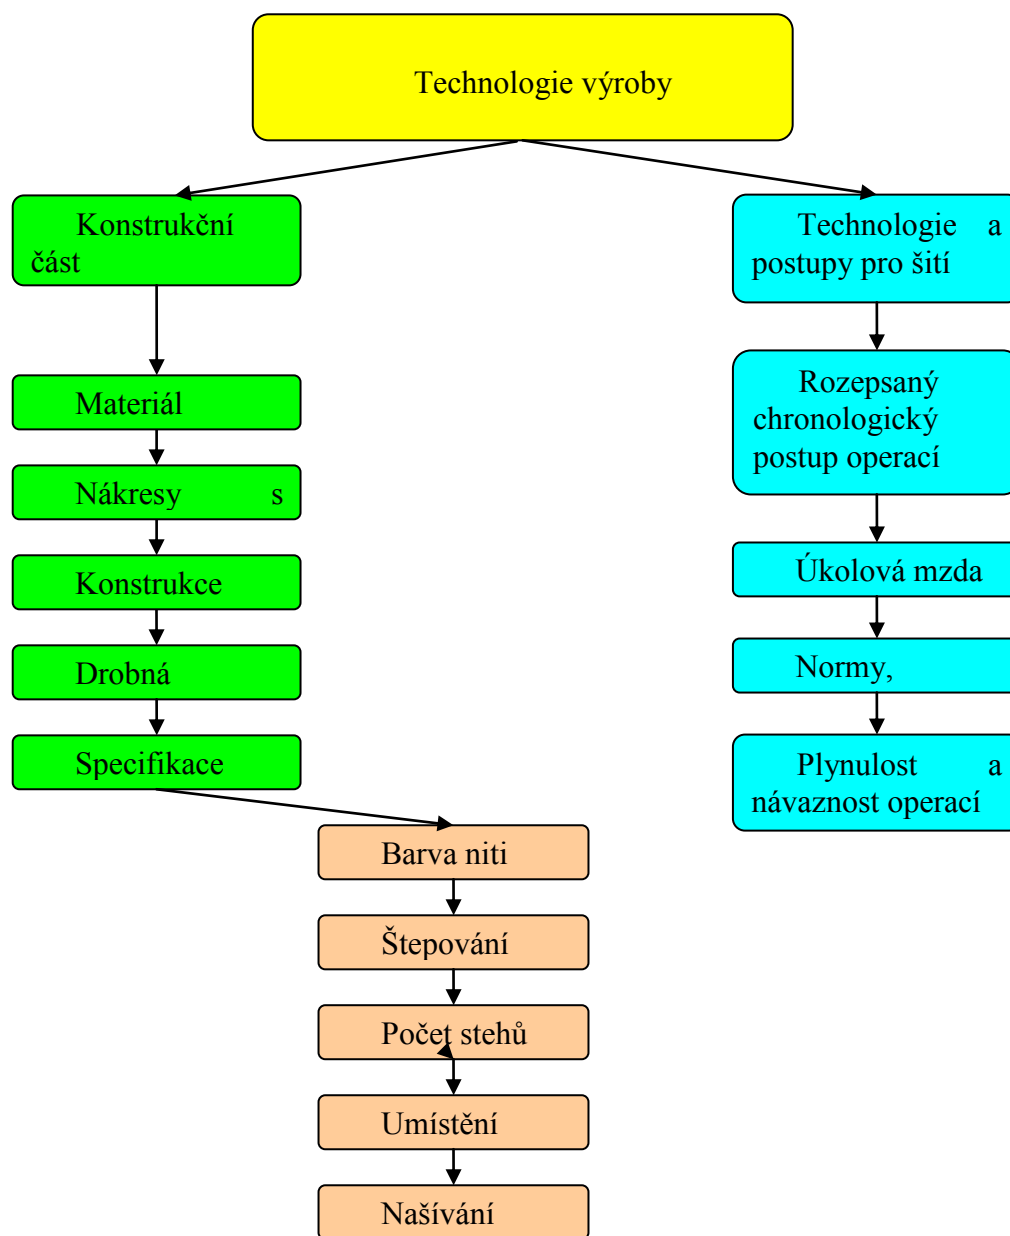 Technologie výroby
Konstrukční
část
Materiál
Nákresy s
Konstrukce
Drobná
Specifikace
Barva niti
Štepování
Počet stehů
Umístění
Našívání
Technologie a
postupy pro šití
Rozepsaný
chronologický
postup operací
Úkolová mzda
Normy,
Plynulost a
návaznost operací